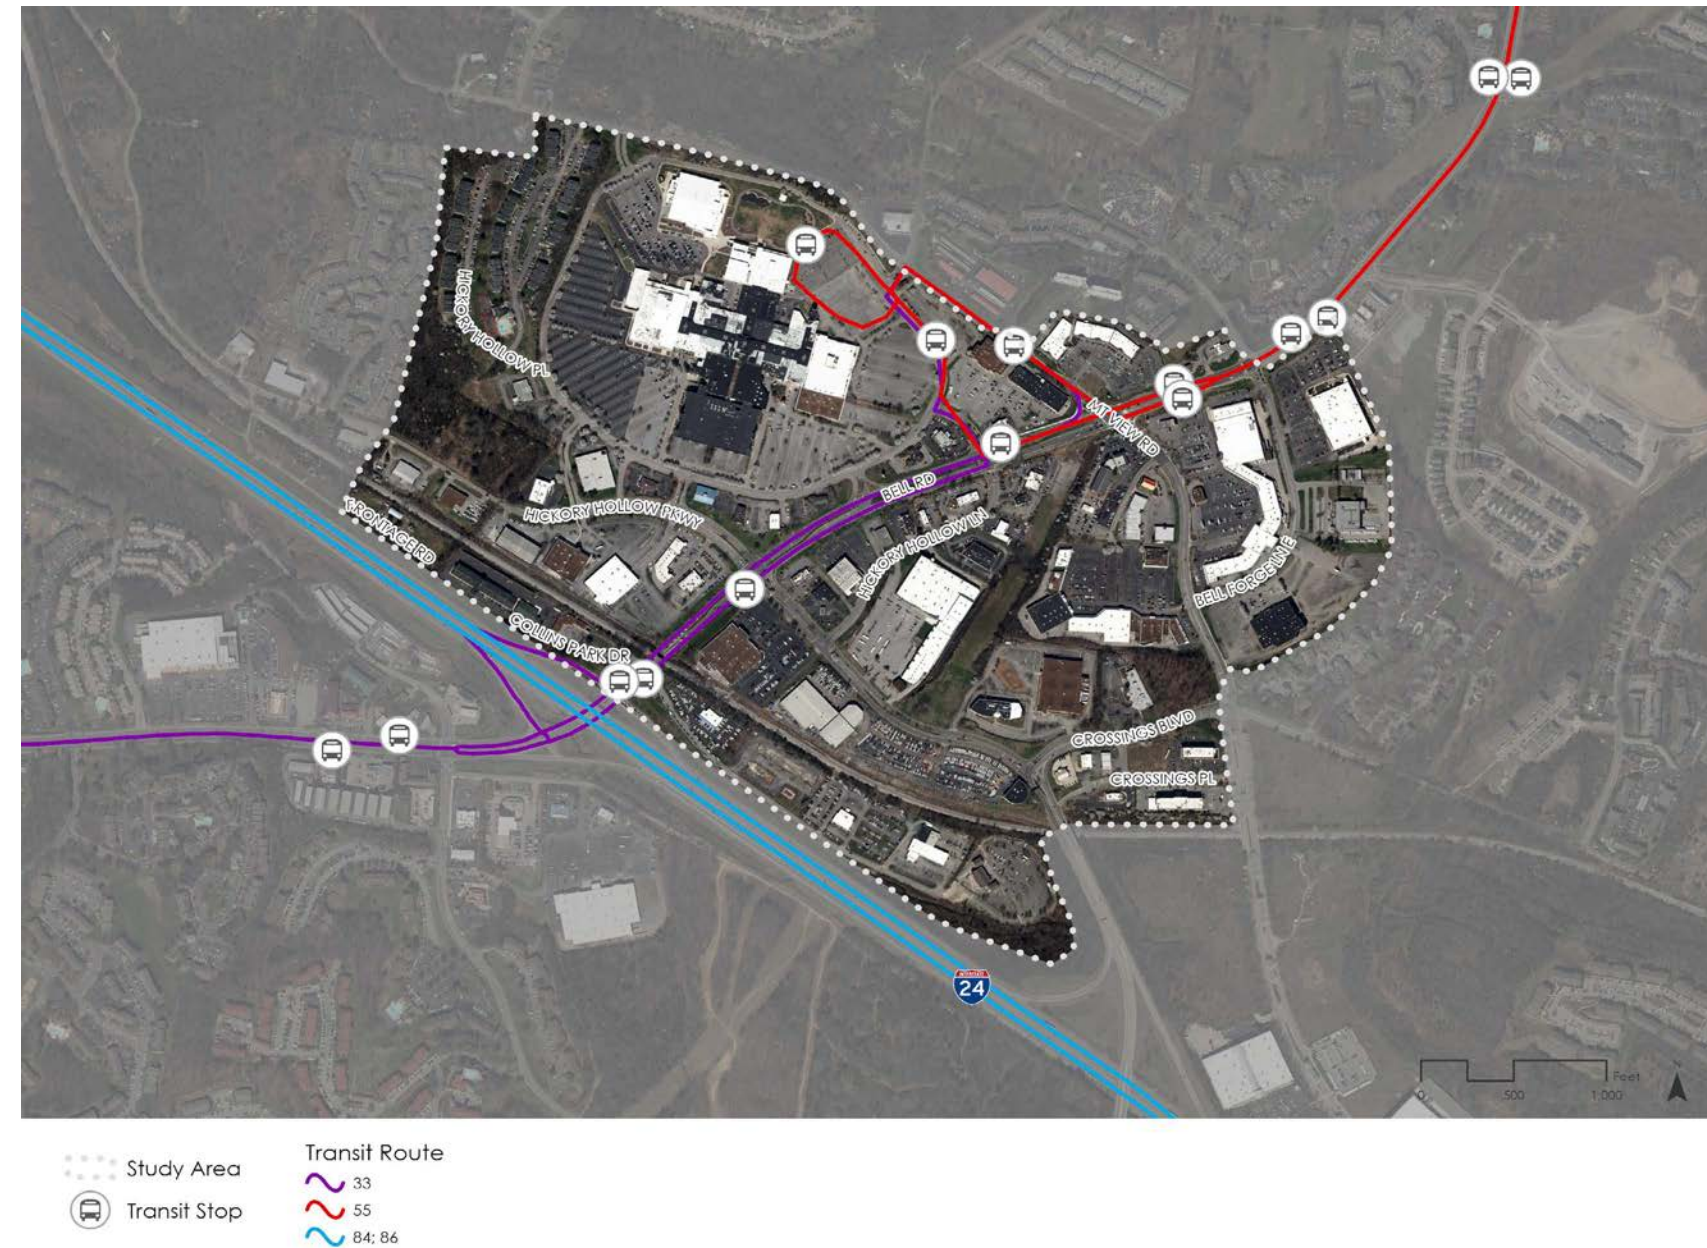 HICKORY HOLLOW PL
MT VIEW RD
BELL RD
HICKORY HOLLOW PKWY
HICKORY HOLLOW LN
FRONTAGE RD
BELL FORGE LN E
COLLINS PARK DR
CROSSINGS BLVD
CROSSINGS PL
INTERSTATE
24
Feet
0 500 1,000
N
Study Area
Transit Stop
Transit Route
33
55
84; 86